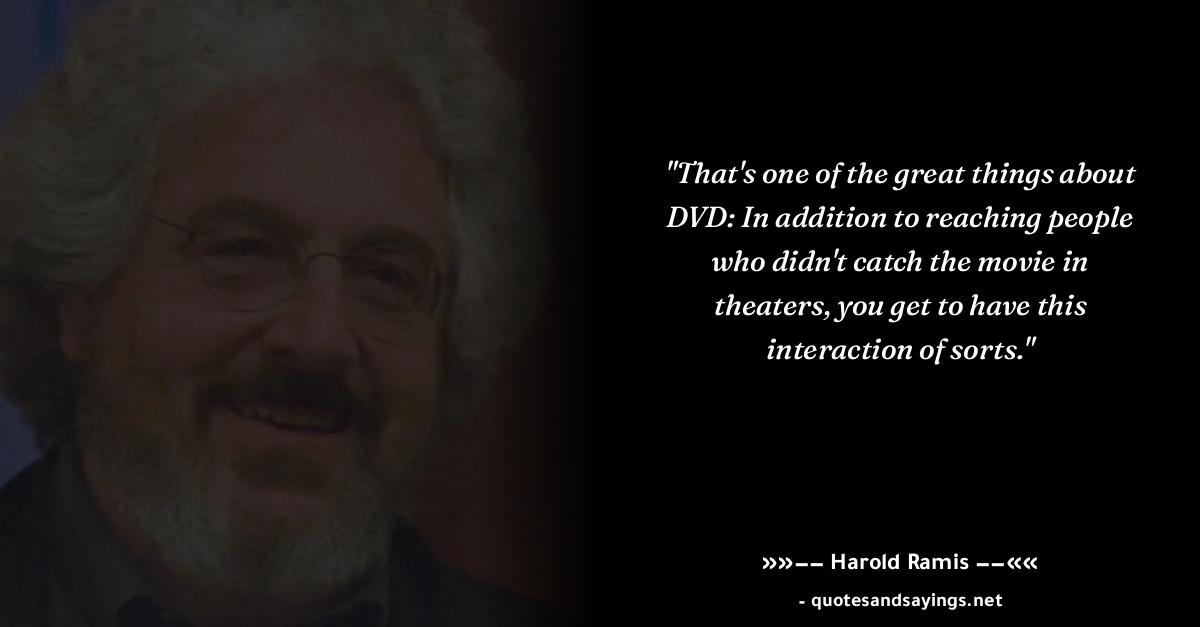 "That's one of the great things about
DVD: In addition to reaching people
who didn't catch the movie in
theaters, you get to have this
interaction of sorts."
»»−− Harold Ramis −−««
- quotesandsayings.net